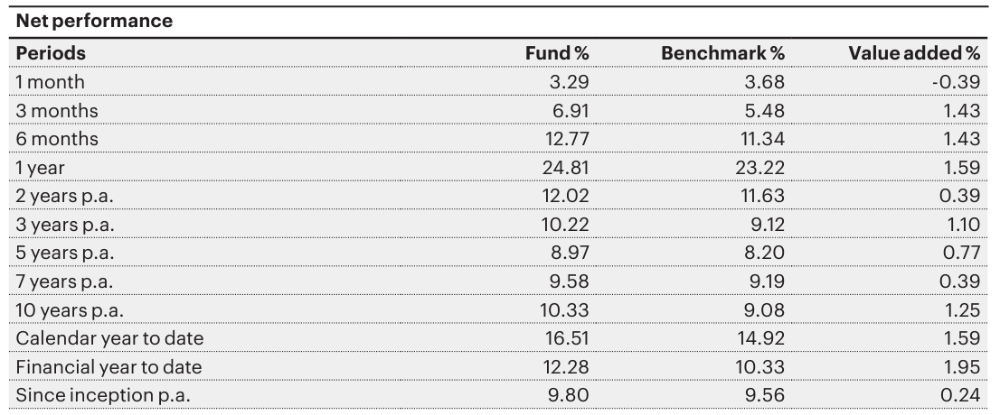 Net performance
Periods Fund % Benchmark % Value added %
1 month 3.29 3.68 -0.39
3 months 6.91 5.48 1.43
6 months 12.77 11.34 1.43
1 year 24.81 23.22 1.59
2 years p.a. 12.02 11.63 0.39
3 years p.a. 10.22 9.12 1.10
5 years p.a. 8.97 8.20 0.77
7 years p.a. 9.58 9.19 0.39
10 years p.a. 10.33 9.08 1.25
Calendar year to date 16.51 14.92 1.59
Financial year to date 12.28 10.33 1.95
Since inception p.a. 9.80 9.56 0.24